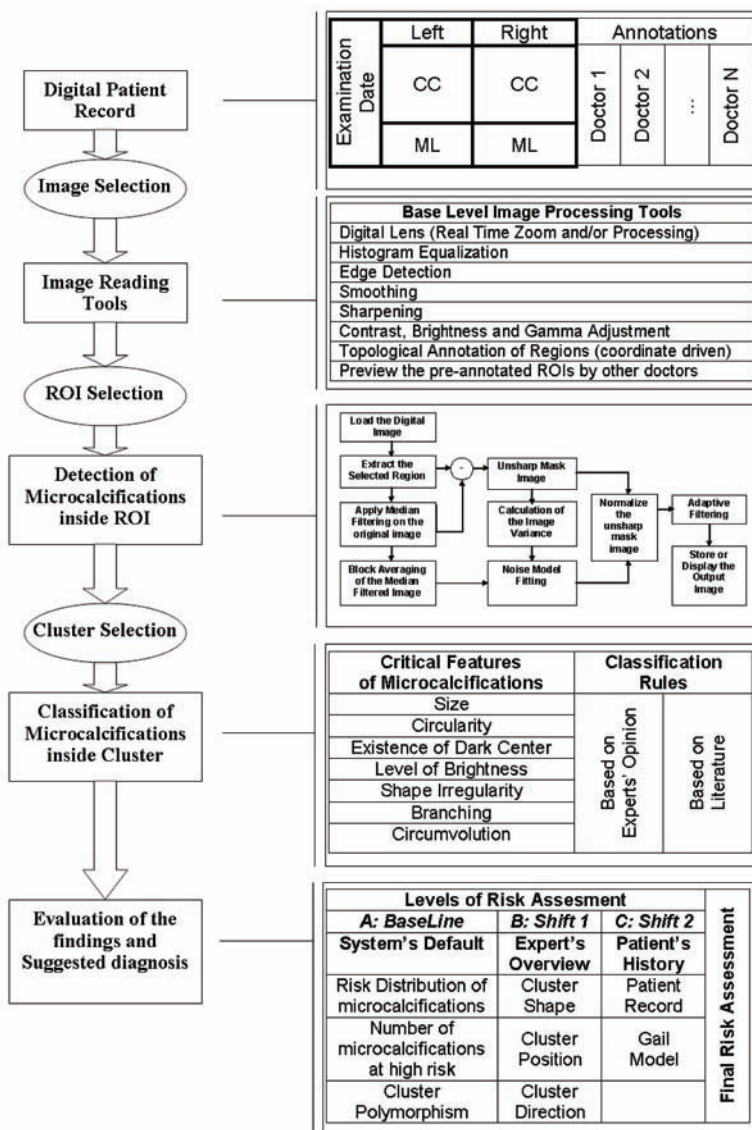 Digital Patient
Record
Image Selection
Image Reading
Tools
ROI Selection
Detection of
Microcalcifications
inside ROI
Cluster Selection
Classification of
Microcalcifications
inside Cluster
Evaluation of the
findings and
Suggested diagnosis
Examination
Date
Left
Right
Annotations
CC
CC
ML
ML
Doctor 1
Doctor 2
...
Doctor N
Base Level Image Processing Tools
Digital Lens (Real Time Zoom and/or Processing)
Histogram Equalization
Edge Detection
Smoothing
Sharpening
Contrast, Brightness and Gamma Adjustment
Topological Annotation of Regions (coordinate driven)
Preview the pre-annotated ROIs by other doctors
Load the Digital
Image
Extract the
Selected Region
-
Unsharp Mask
Image
Apply Median
Filtering on the
original image
Calculation of
the Image
Variance
Normalize
the
unsharp
mask
image
Adaptive
Filtering
Block Averaging
of the Median
Filtered Image
Noise Model
Fitting
Store or
Display the
Output
Image
Critical Features
of Microcalcifications
Size
Circularity
Existence of Dark Center
Level of Brightness
Shape Irregularity
Branching
Circumvolution
Classification
Rules
Based on
Experts' Opinion
Based on
Literature
Levels of Risk Assesment
A: BaseLine
B: Shift 1
C: Shift 2
System's Default
Expert's
Overview
Patient's
History
Risk Distribution of
microcalcifications
Cluster
Shape
Patient
Record
Number of
microcalcifications
at high risk
Cluster
Position
Gail
Model
Cluster
Polymorphism
Cluster
Direction
Final Risk Assessment